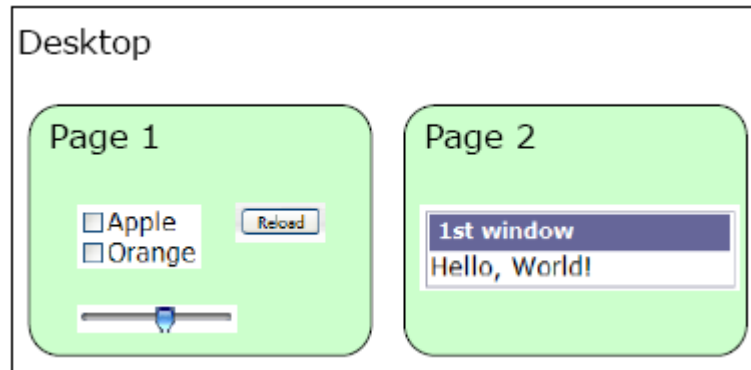 Desktop
Page 1
Apple
Orange
Reload
Page 2
1st window
Hello, World!